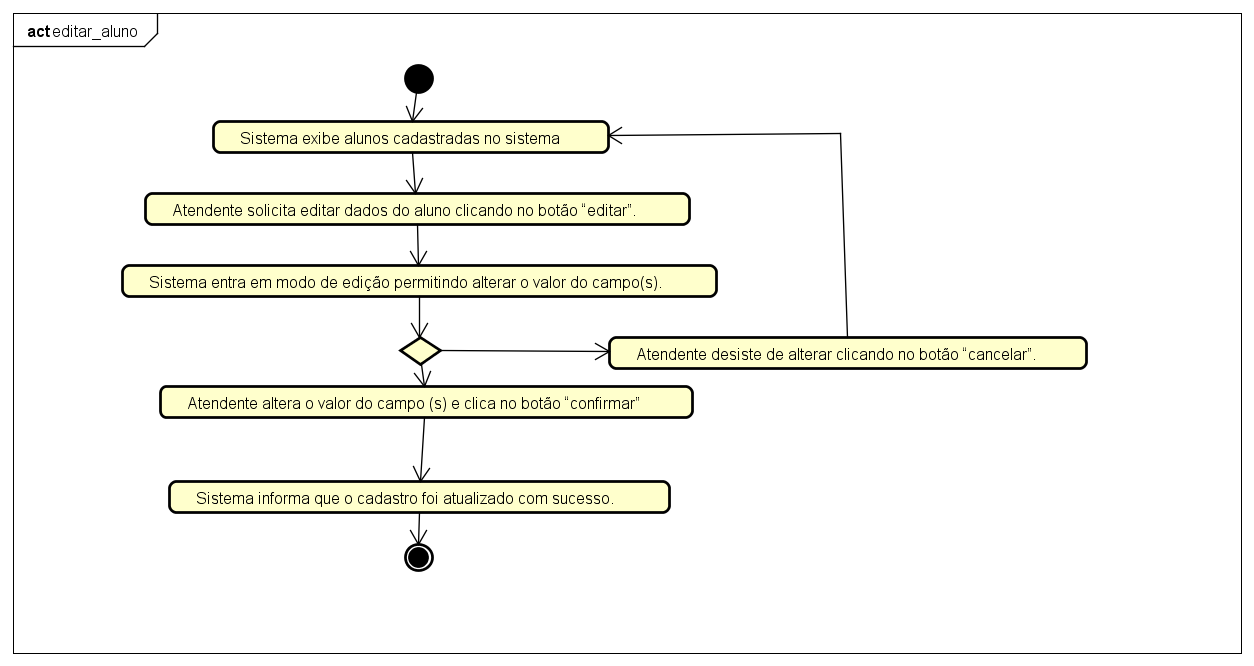 act editar_aluno
Sistema exibe alunos cadastradas no sistema
Atendente solicita editar dados do aluno clicando no botão “editar”.
Sistema entra em modo de edição permitindo alterar o valor do campo(s).
Atendente desiste de alterar clicando no botão “cancelar”.
Atendente altera o valor do campo (s) e clica no botão “confirmar”
Sistema informa que o cadastro foi atualizado com sucesso.